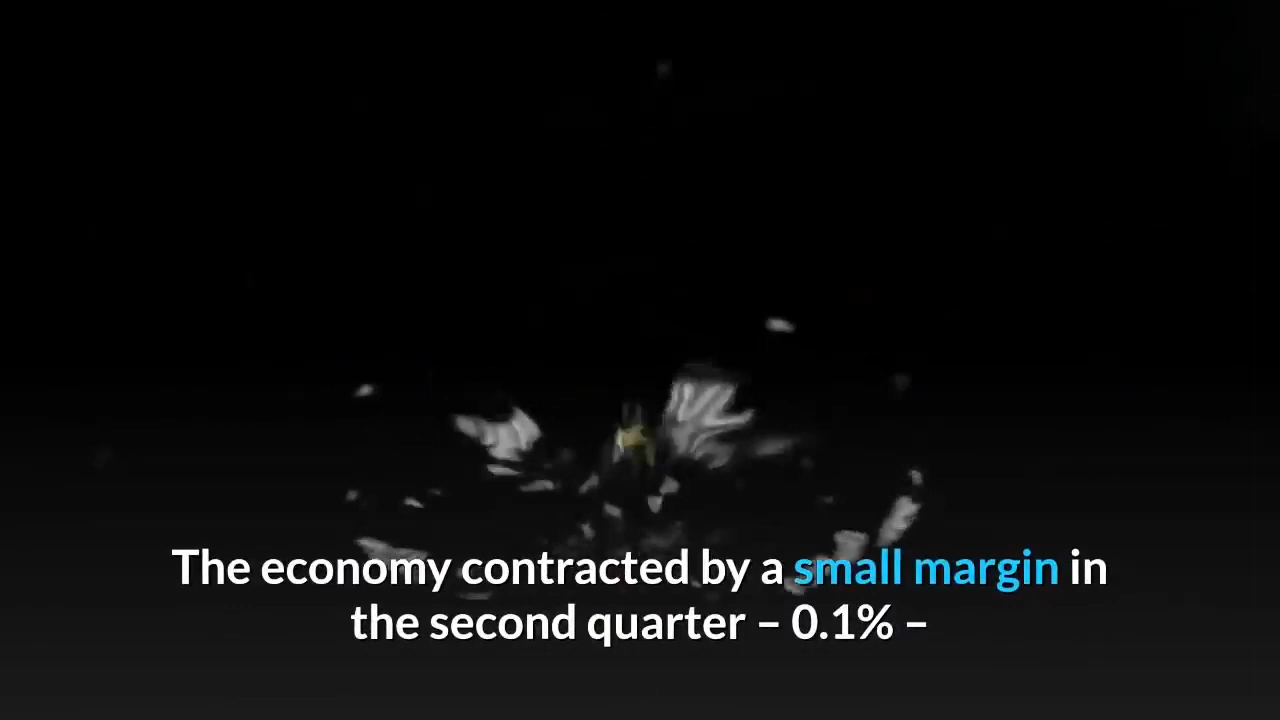 The economy contracted by a small margin in
the second quarter – 0.1% –